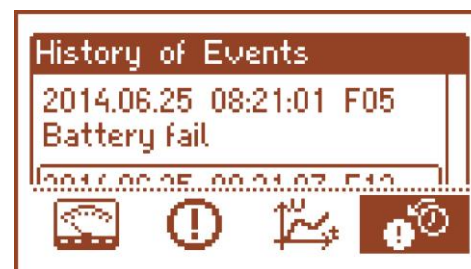 History of Events
2014.06.25 08:21:01 F05
Battery fail
U
t